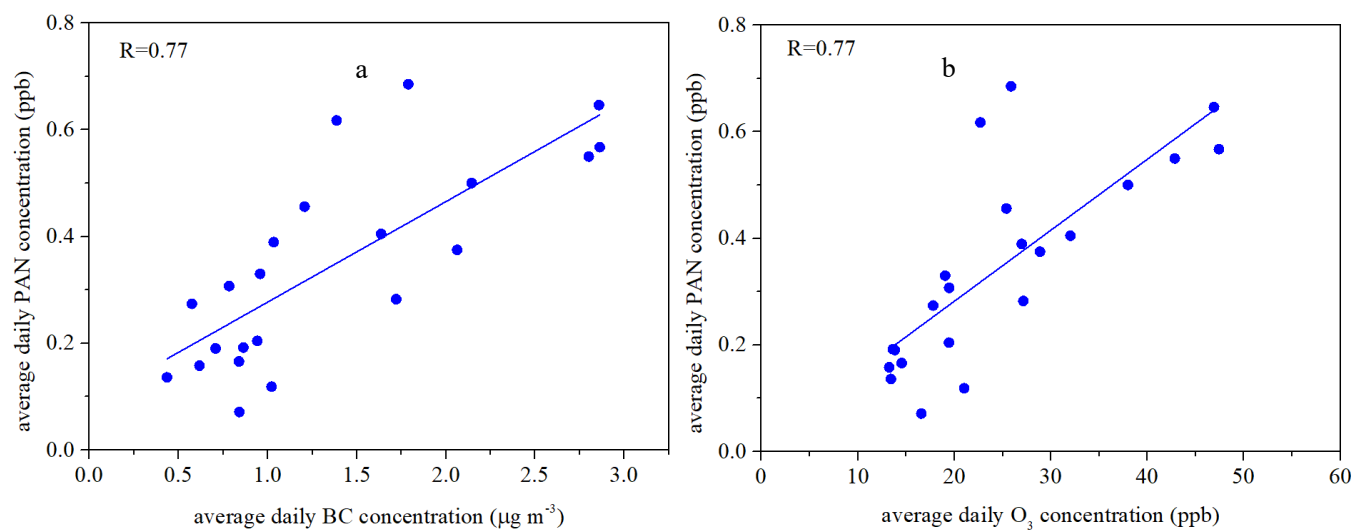 R=0.77
a
average daily PAN concentration (ppb)
0.8
0.6
0.4
0.2
0.0
0.0 0.5 1.0 1.5 2.0 2.5 3.0
average daily BC concentration (μg m⁻³)
R=0.77
b
average daily PAN concentration (ppb)
0.8
0.6
0.4
0.2
0.0
0 10 20 30 40 50 60
average daily O₃ concentration (ppb)